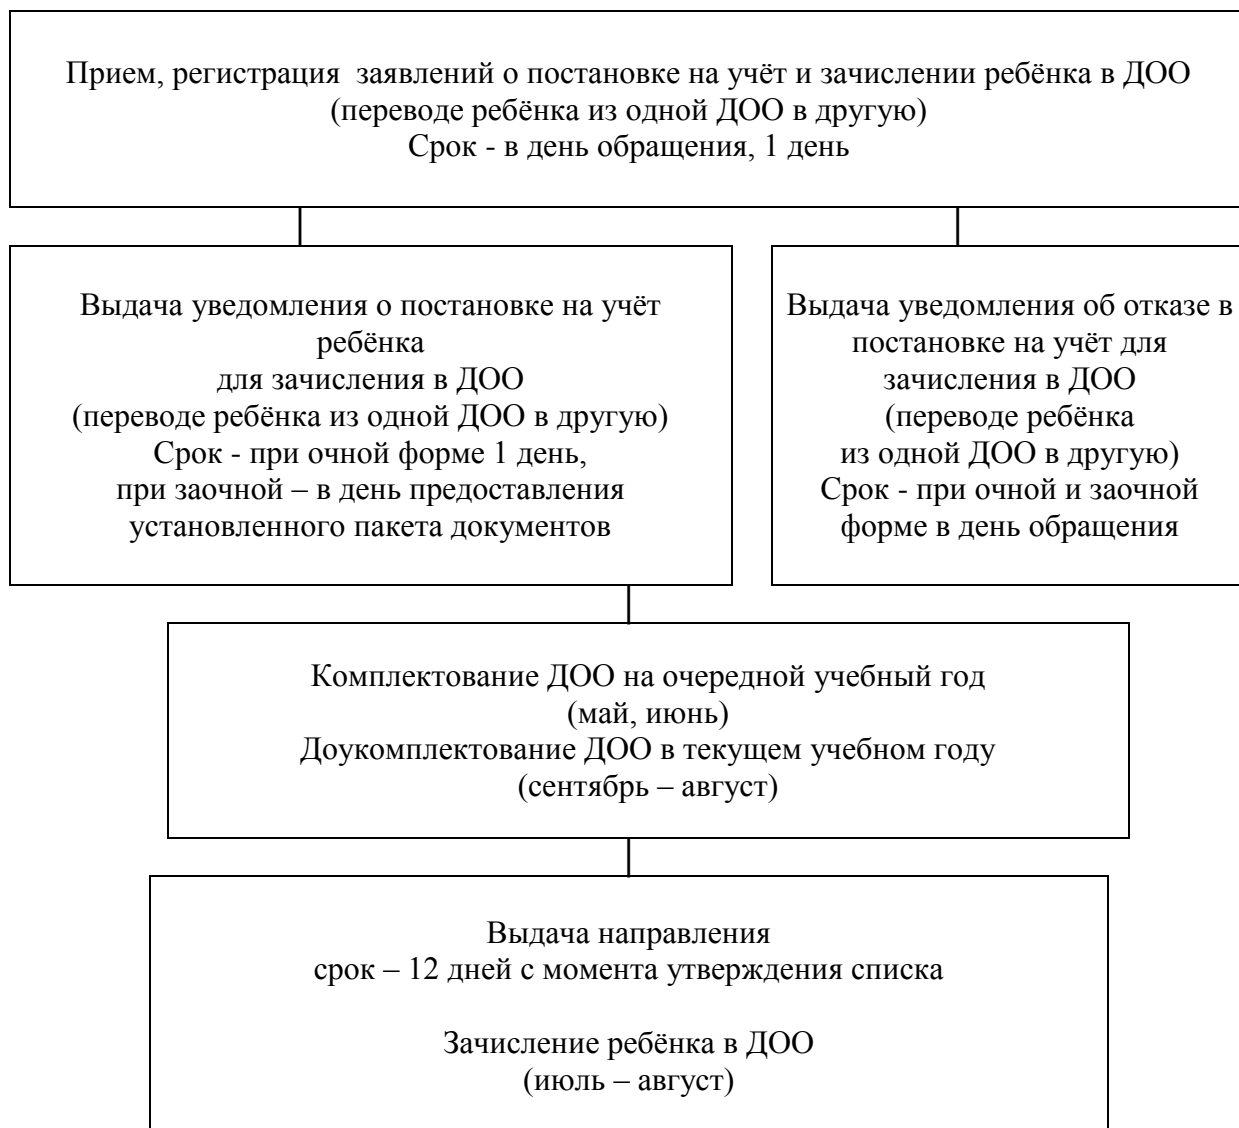 Прием, регистрация заявлений о постановке на учёт и зачислении ребёнка в ДОО
(переводе ребёнка из одной ДОО в другую)
Срок - в день обращения, 1 день
Выдача уведомления о постановке на учёт
ребёнка
для зачисления в ДОО
(переводе ребёнка из одной ДОО в другую)
Срок - при очной форме 1 день,
при заочной – в день предоставления
установленного пакета документов
Выдача уведомления об отказе в
постановке на учёт для
зачисления в ДОО
(переводе ребёнка
из одной ДОО в другую)
Срок - при очной и заочной
форме в день обращения
Комплектование ДОО на очередной учебный год
(май, июнь)
Доукомплектование ДОО в текущем учебном году
(сентябрь – август)
Выдача направления
срок – 12 дней с момента утверждения списка
Зачисление ребёнка в ДОО
(июль – август)